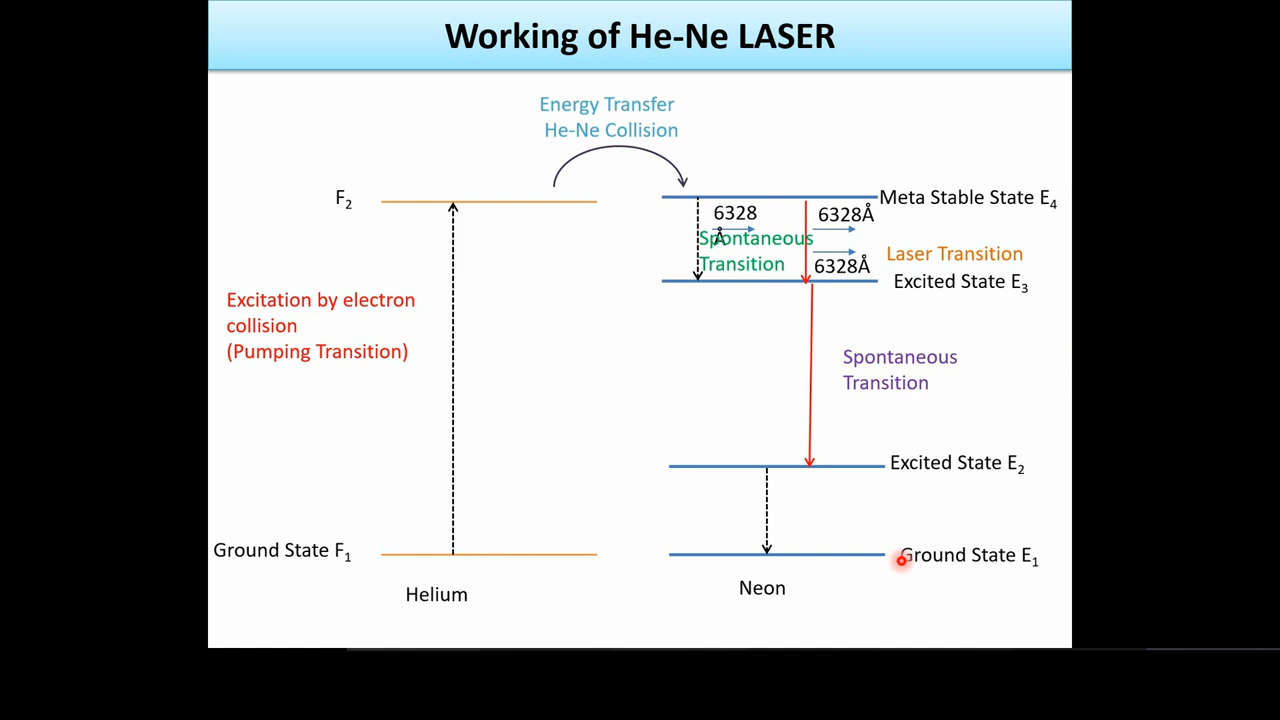 Working of He-Ne LASER
Energy Transfer
He-Ne Collision
F₂
Meta Stable State E₄
6328
Å
6328Å
Spontaneous
Transition
6328Å
Laser Transition
Excited State E₃
Excitation by electron
collision
(Pumping Transition)
Spontaneous
Transition
Excited State E₂
Ground State F₁
Ground State E₁
Helium
Neon